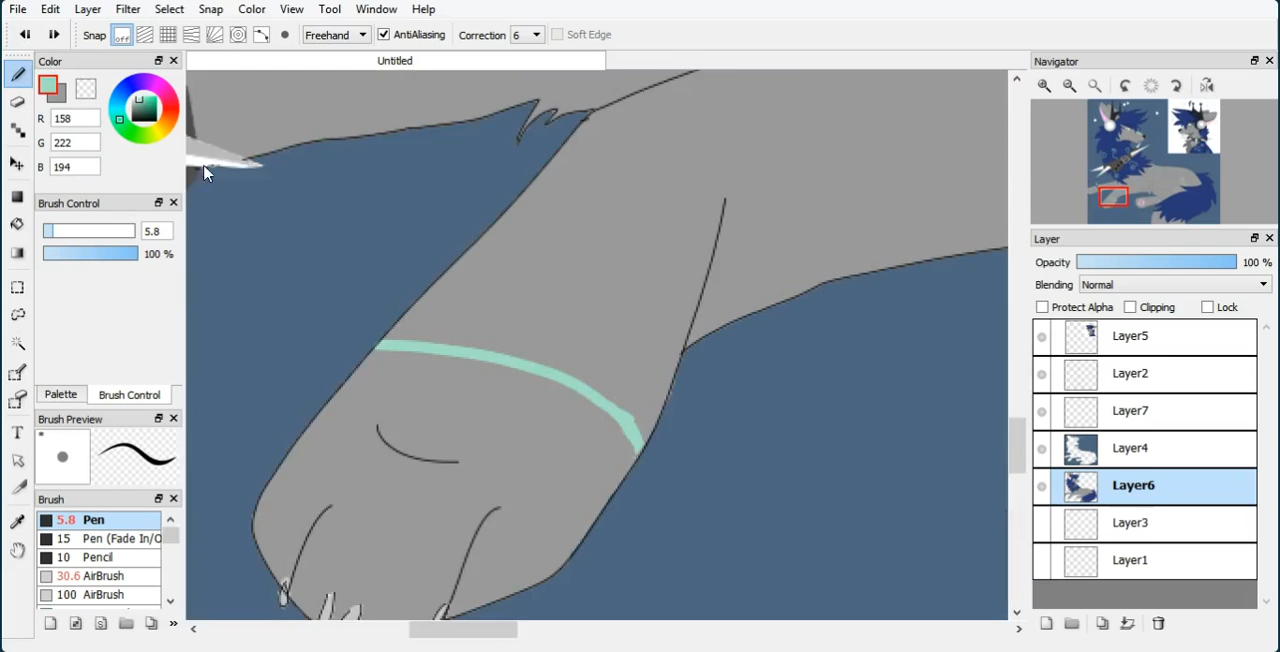 File Edit Layer Filter Select Snap Color View Tool Window Help
Snap off Freehand AntiAliasing Correction 6 Soft Edge
Color
Untitled
Navigator
R 158
G 222
B 194
Brush Control
5.8
100 %
Layer
Opacity 100 %
Blending Normal
Protect Alpha Clipping Lock
Layer5
Layer2
Layer7
Layer4
Layer6
Layer3
Layer1
Palette Brush Control
Brush Preview
Brush
5.8 Pen
15 Pen (Fade In/O
10 Pencil
30.6 AirBrush
100 AirBrush